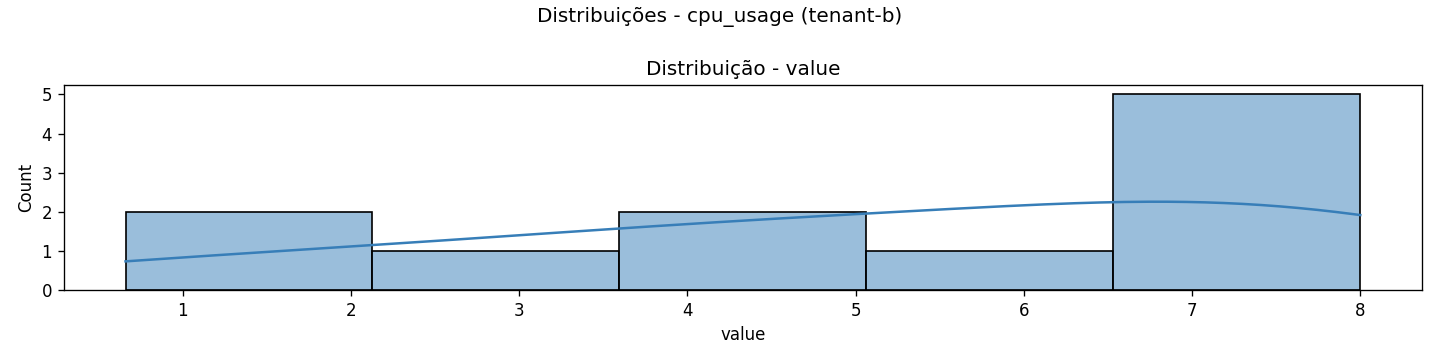 Distribuições - cpu_usage (tenant-b)
Distribuição - value
5
4
3
2
1
0
Count
1 2 3 4 5 6 7 8
value